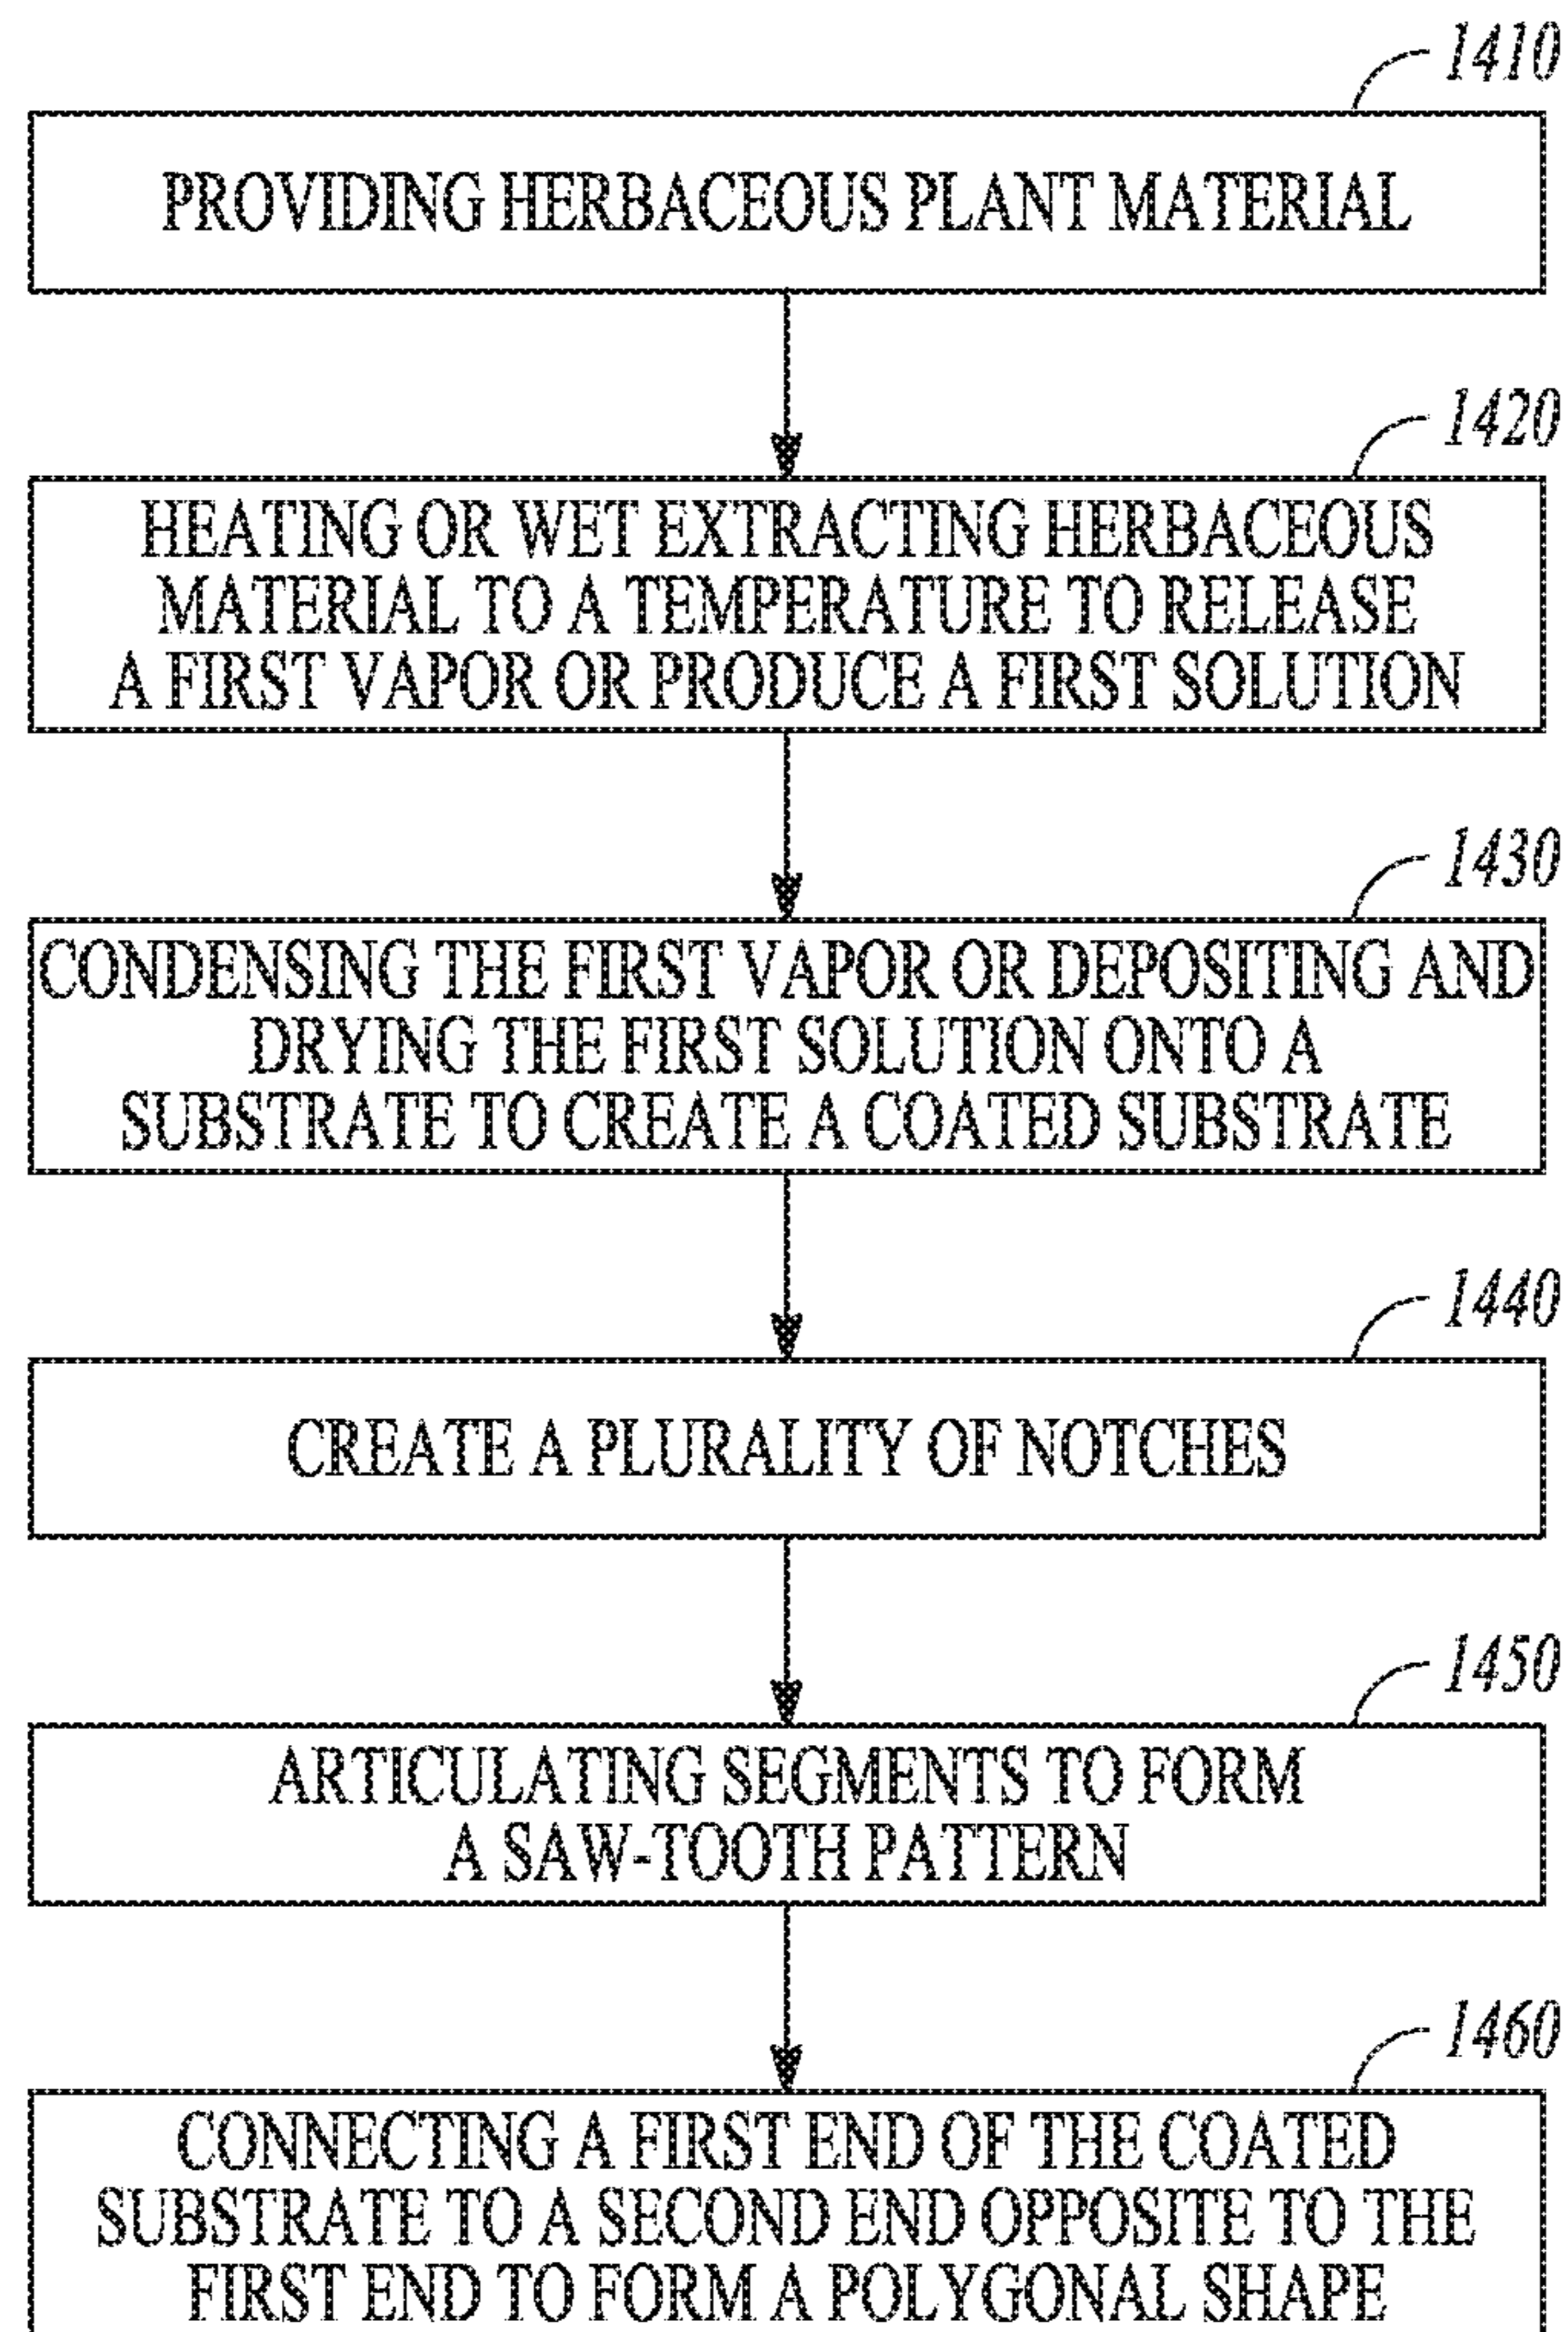 1410
PROVIDING HERBACEOUS PLANT MATERIAL
1420
HEATING OR WET EXTRACTING HERBACEOUS
MATERIAL TO A TEMPERATURE TO RELEASE
A FIRST VAPOR OR PRODUCE A FIRST SOLUTION
1430
CONDENSING THE FIRST VAPOR OR DEPOSITING AND
DRYING THE FIRST SOLUTION ONTO A
SUBSTRATE TO CREATE A COATED SUBSTRATE
1440
CREATE A PLURALITY OF NOTCHES
1450
ARTICULATING SEGMENTS TO FORM
A SAW-TOOTH PATTERN
1460
CONNECTING A FIRST END OF THE COATED
SUBSTRATE TO A SECOND END OPPOSITE TO THE
FIRST END TO FORM A POLYGONAL SHAPE